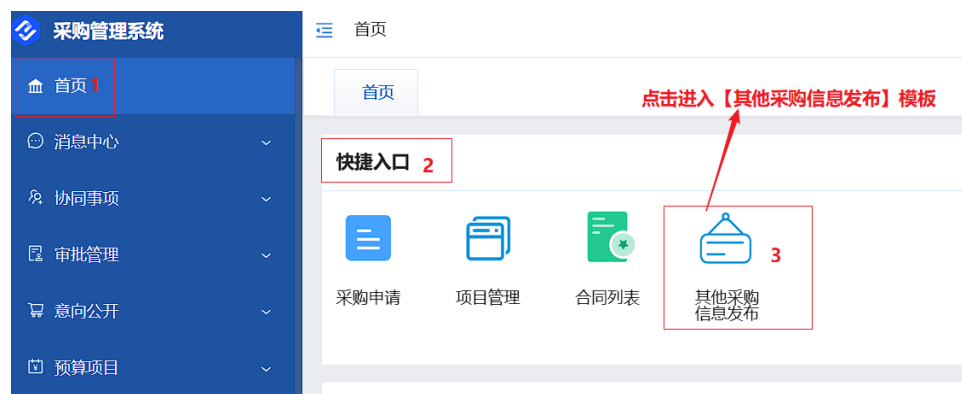 采购管理系统
首页
首页 1
首页
点击进入【其他采购信息发布】模板
消息中心
快捷入口 2
协同事项
审批管理
3
采购申请
项目管理
合同列表
其他采购
信息发布
意向公开
预算项目